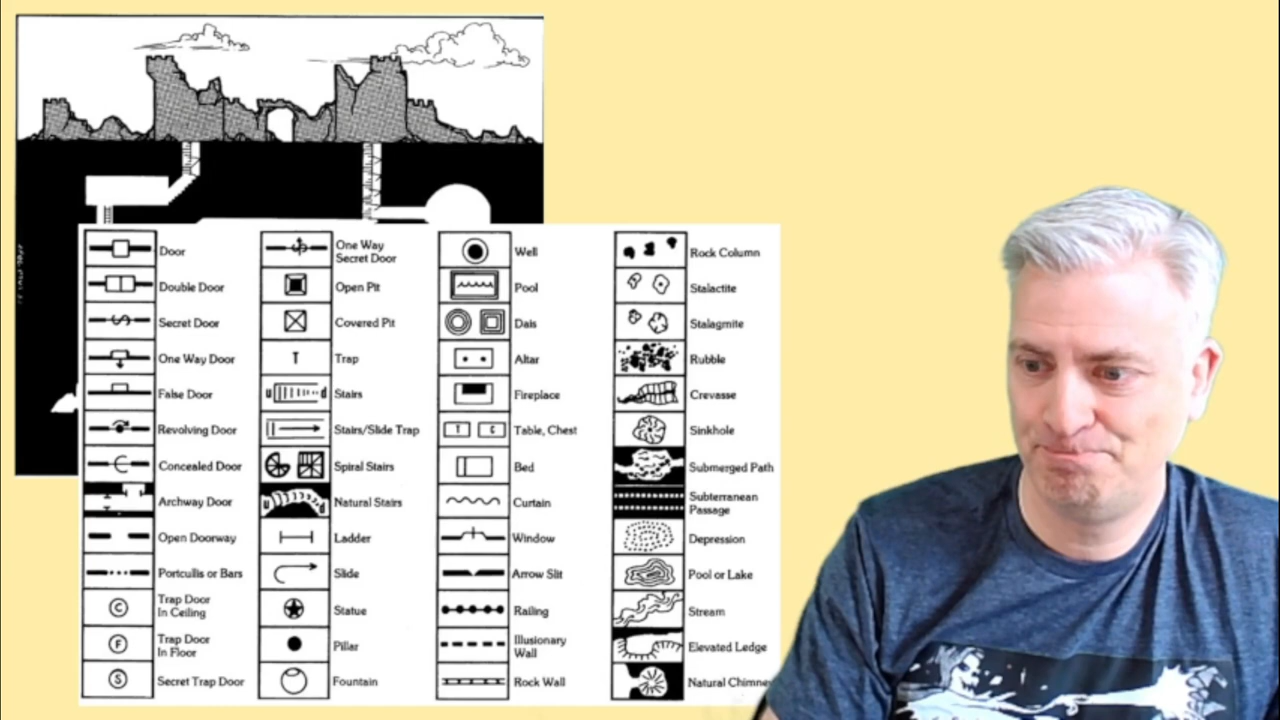 Door
Double Door
Secret Door
One Way Door
False Door
Revolving Door
Concealed Door
Archway Door
Open Doorway
Portcullis or Bars
C
Trap Door
In Ceiling
F
Trap Door
In Floor
S
Secret Trap Door
One Way
Secret Door
Open Pit
Covered Pit
T
Trap
u d
Stairs
Stairs/Slide Trap
Spiral Stairs
u d
Natural Stairs
Ladder
Slide
Statue
Pillar
Fountain
Well
Pool
Dais
Altar
Fireplace
T C
Table, Chest
Bed
Curtain
Window
Arrow Slit
Railing
Illusionary
Wall
Rock Wall
Rock Column
Stalactite
Stalagmite
Rubble
Crevasse
Sinkhole
Submerged Path
Subterranean
Passage
Depression
Pool or Lake
Stream
Elevated Ledge
Natural Chimne